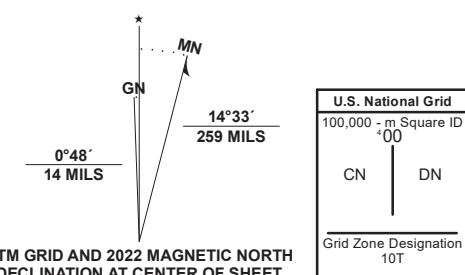 ★
MN
GN
14°33´
259 MILS
0°48´
14 MILS
TM GRID AND 2022 MAGNETIC NORTH
DECLINATION AT CENTER OF SHEET
U.S. National Grid
100,000 - m Square ID
⁴00
CN DN
Grid Zone Designation
10T